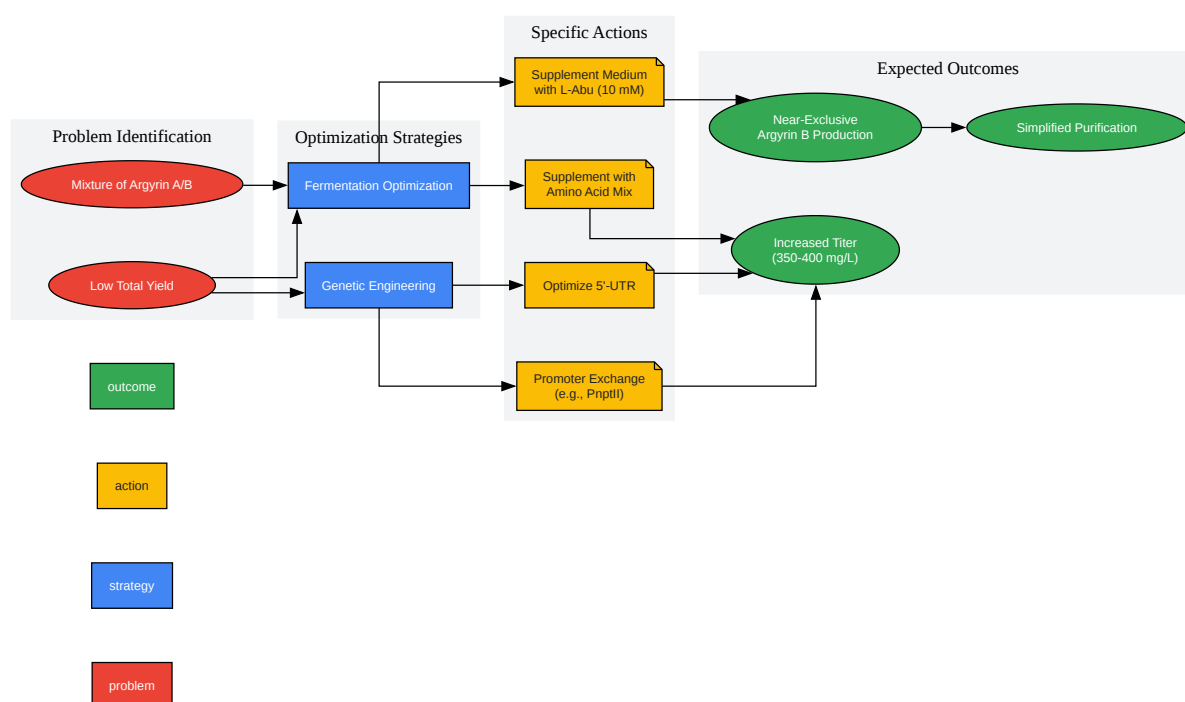 Problem Identification
Mixture of Argyrin A/B
Low Total Yield
Optimization Strategies
Fermentation Optimization
Genetic Engineering
Specific Actions
Supplement Medium
with L-Abu (10 mM)
Supplement with
Amino Acid Mix
Optimize 5'-UTR
Promoter Exchange
(e.g., PnptII)
Expected Outcomes
Near-Exclusive
Argyrin B Production
Simplified Purification
Increased Titer
(350-400 mg/L)
outcome
action
strategy
problem